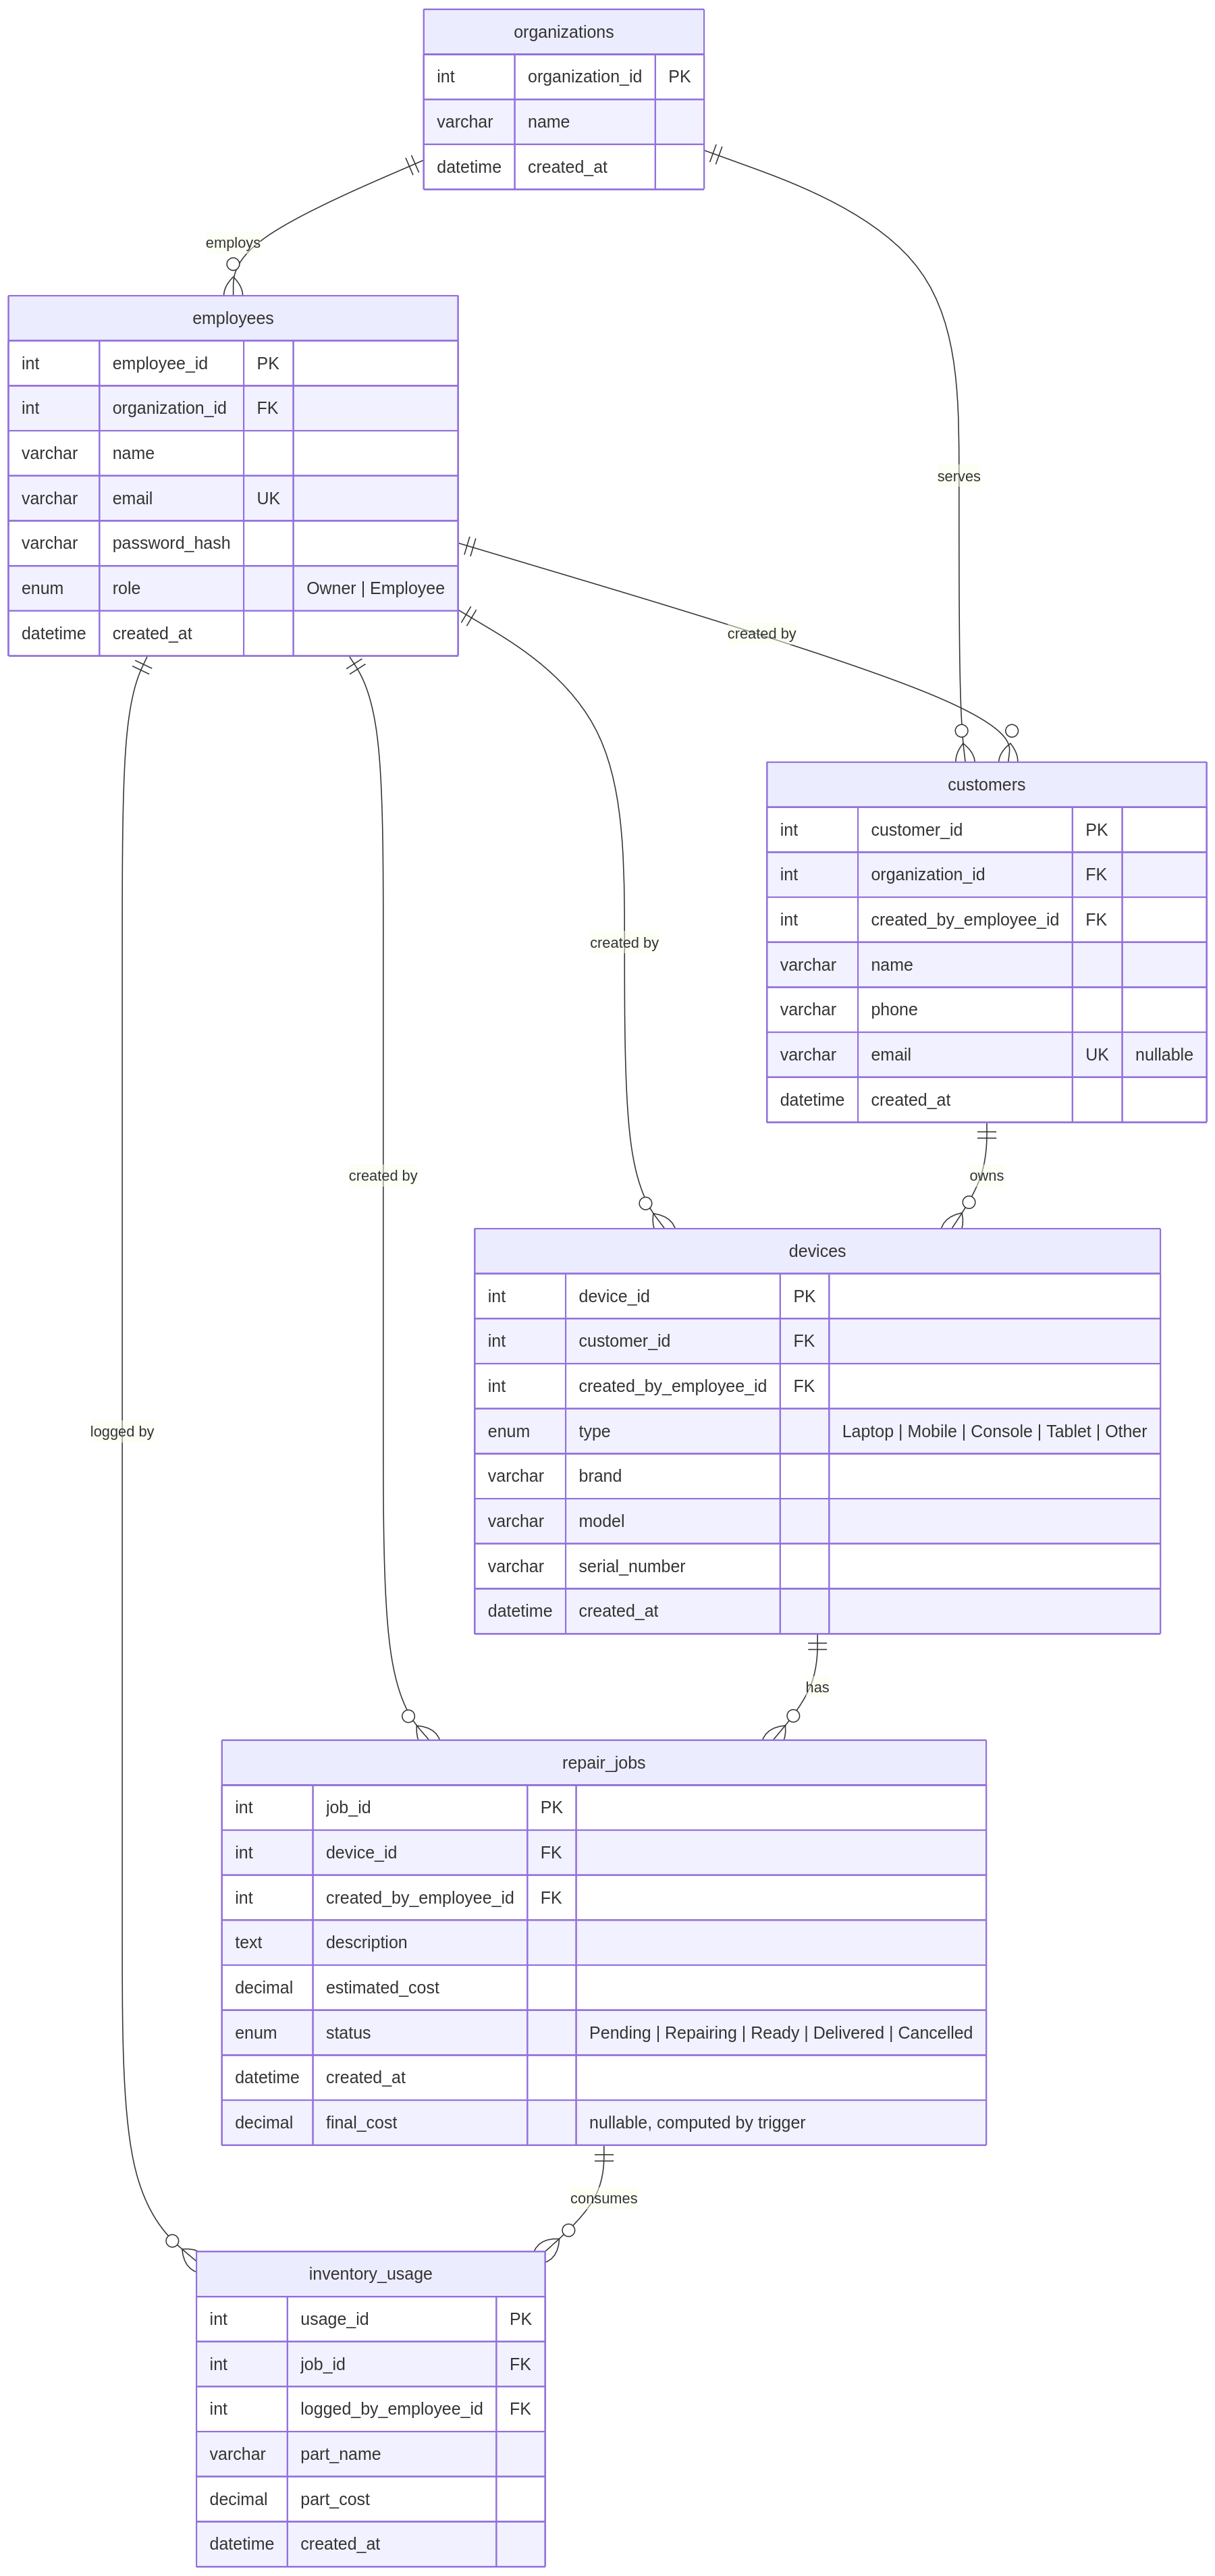 organizations
int organization_id PK
varchar name
datetime created_at
employs
serves
employees
int employee_id PK
int organization_id FK
varchar name
varchar email UK
varchar password_hash
enum role Owner | Employee
datetime created_at
created by
customers
int customer_id PK
int organization_id FK
int created_by_employee_id FK
varchar name
varchar phone
varchar email UK nullable
datetime created_at
created by
owns
created by
devices
int device_id PK
int customer_id FK
int created_by_employee_id FK
enum type Laptop | Mobile | Console | Tablet | Other
varchar brand
varchar model
varchar serial_number
datetime created_at
logged by
has
repair_jobs
int job_id PK
int device_id FK
int created_by_employee_id FK
text description
decimal estimated_cost
enum status Pending | Repairing | Ready | Delivered | Cancelled
datetime created_at
decimal final_cost nullable, computed by trigger
consumes
inventory_usage
int usage_id PK
int job_id FK
int logged_by_employee_id FK
varchar part_name
decimal part_cost
datetime created_at